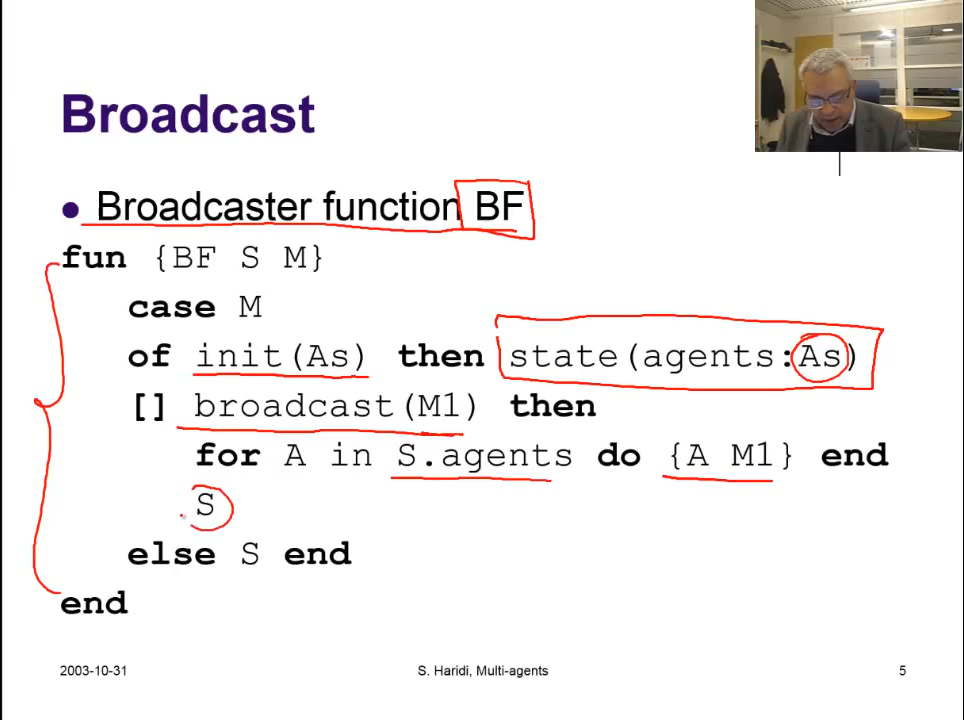 Broadcast
● Broadcaster function BF
fun {BF S M}
case M
of init(As) then state(agents:As)
[] broadcast(M1) then
for A in S.agents do {A M1} end
S
else S end
end
2003-10-31 S. Haridi, Multi-agents 5